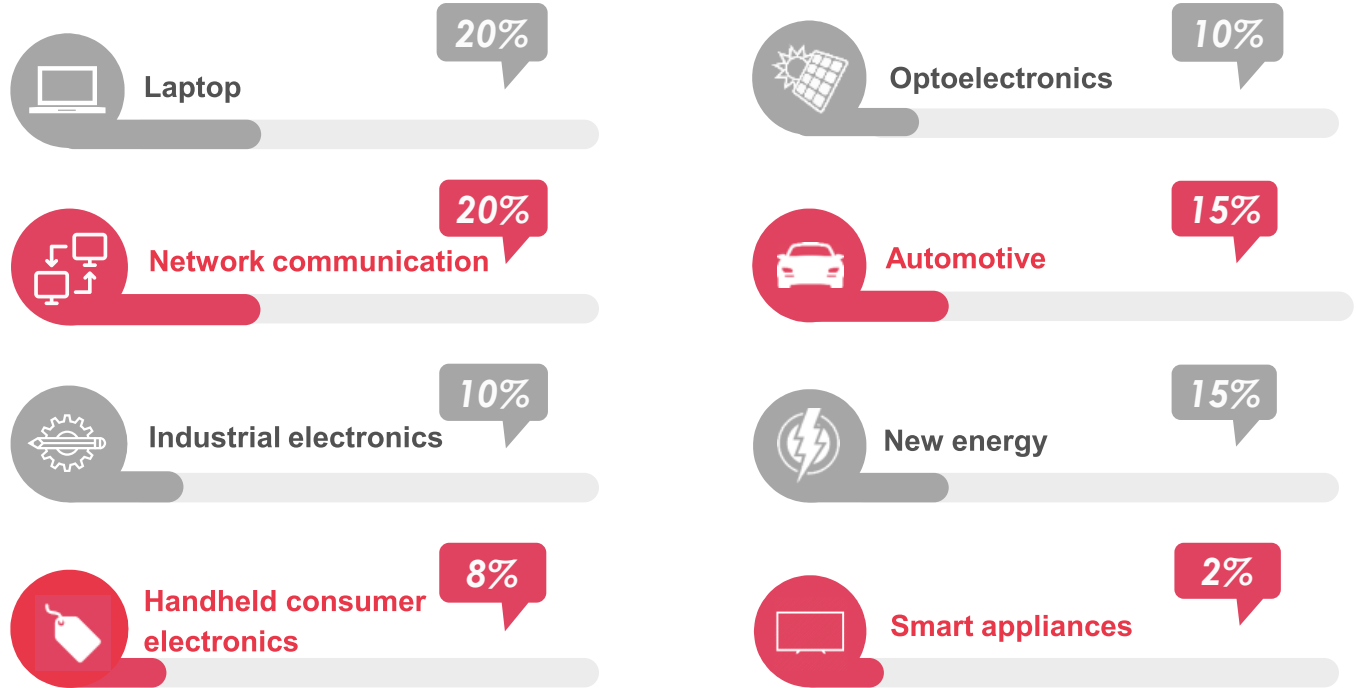 20%
Laptop
20%
Network communication
10%
Industrial electronics
8%
Handheld consumer
electronics
10%
Optoelectronics
15%
Automotive
15%
New energy
2%
Smart appliances